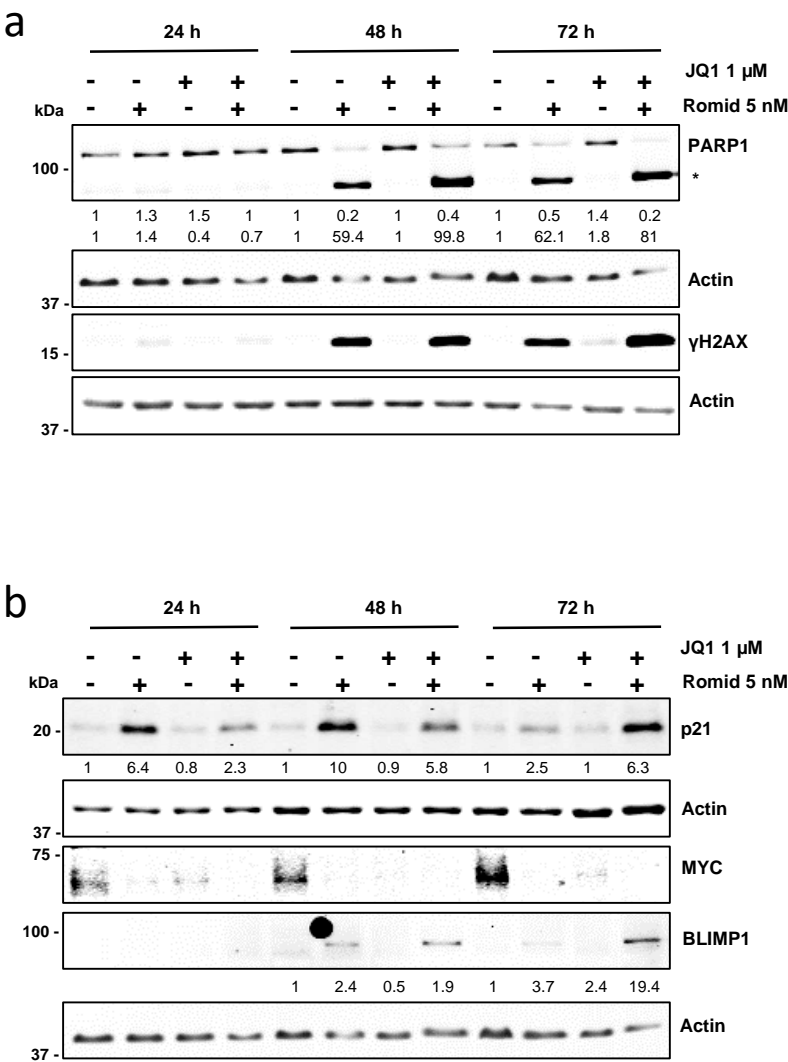 a
24 h 48 h 72 h
- - + + - - + + - - + + JQ1 1 µM
kDa - + - + - + - + - + - + Romid 5 nM
PARP1
100 -
*
1 1.3 1.5 1 1 0.2 1 0.4 1 0.5 1.4 0.2
1 1.4 0.4 0.7 1 59.4 1 99.8 1 62.1 1.8 81
Actin
37 -
γH2AX
15 -
Actin
37 -
b
24 h 48 h 72 h
- - + + - - + + - - + + JQ1 1 µM
kDa - + - + - + - + - + - + Romid 5 nM
20 - p21
1 6.4 0.8 2.3 1 10 0.9 5.8 1 2.5 1 6.3
Actin
37 -
75 -
MYC
100 -
BLIMP1
1 2.4 0.5 1.9 1 3.7 2.4 19.4
Actin
37 -